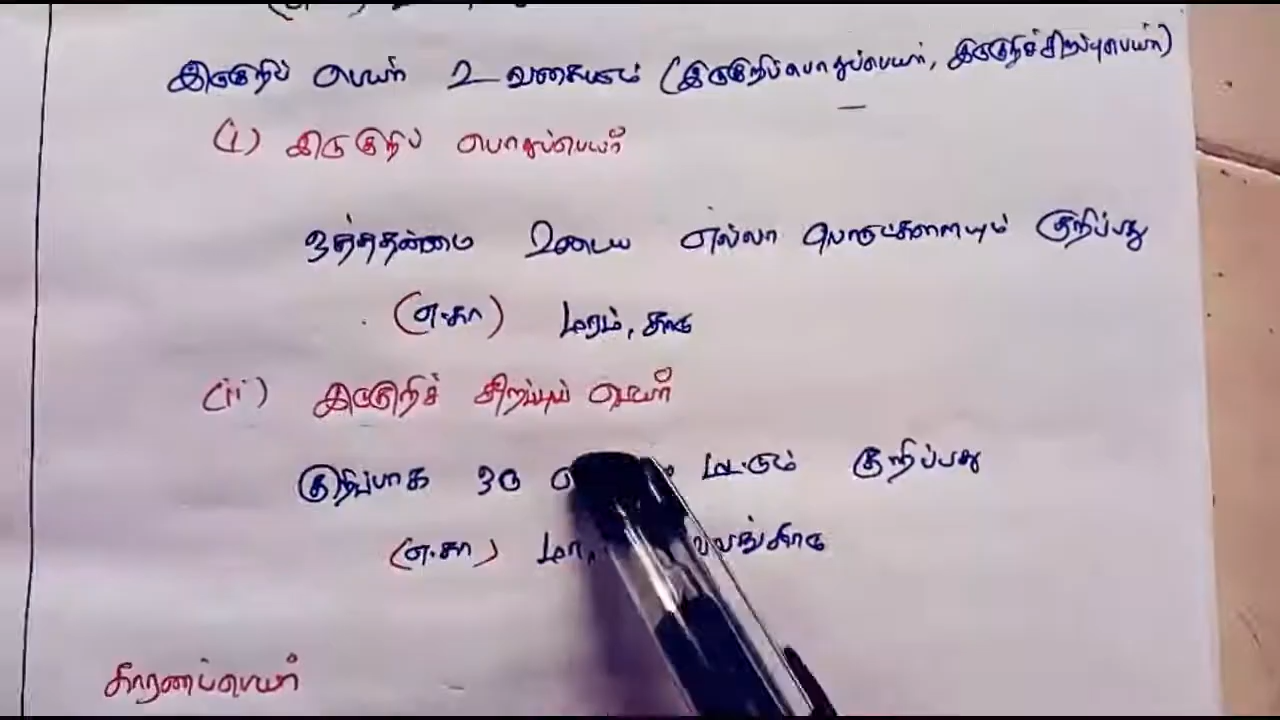 இடுகுறிப் பெயர் 2 வகைப்படும் (இடுகுறிப்பொதுப்பெயர், இடுகுறிச்சிறப்புபெயர்)
(i) இடுகுறிப் பொதுப்பெயர்
ஒத்ததன்மை உடைய எல்லா பொருட்களையும் குறிப்பது
(எ.கா) மரம், காடு
(ii) இடுகுறிச் சிறப்புப் பெயர்
குறிப்பாக ஒரு மட்டும் குறிப்பது
(எ.கா) மா,
காரணப்பெயர்